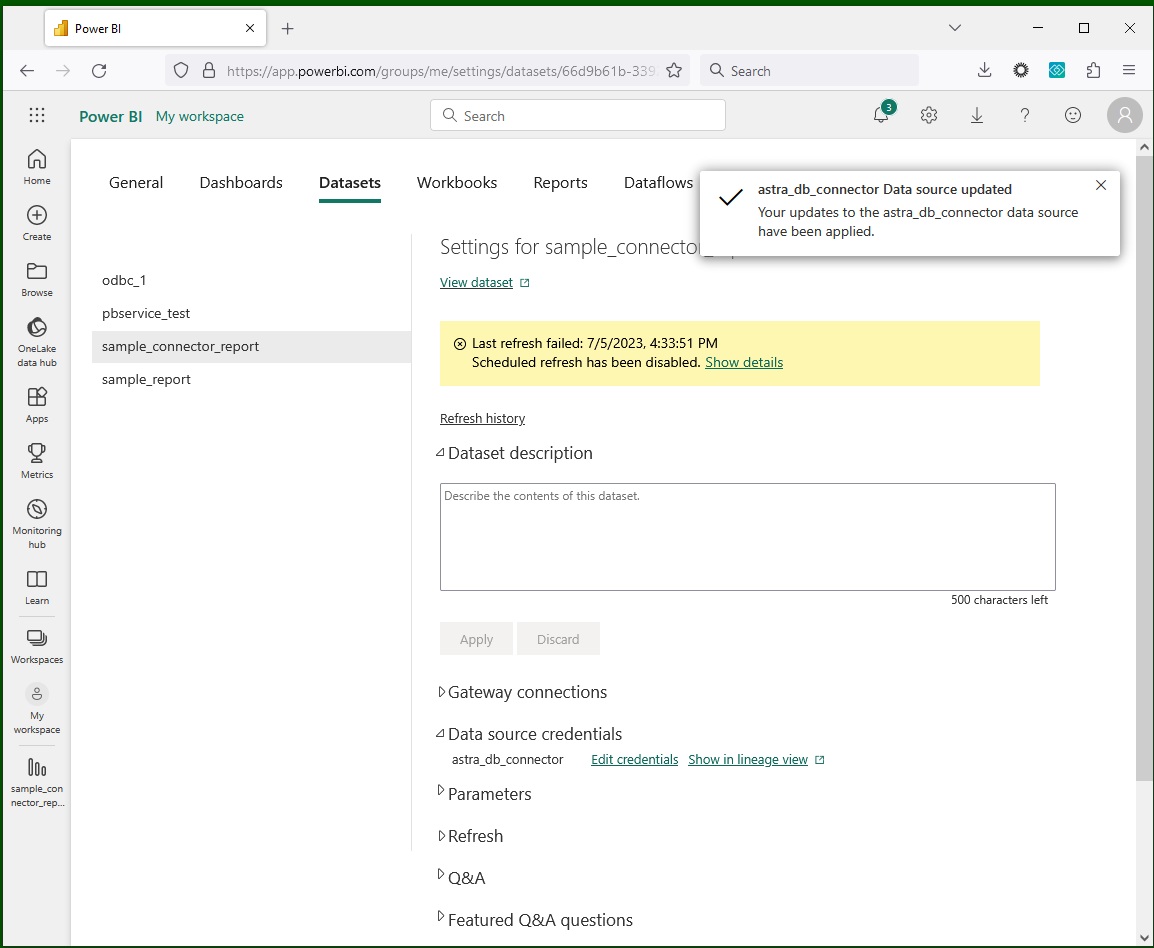 Power BI
https://app.powerbi.com/groups/me/settings/datasets/66d9b61b-339
Search
Power BI My workspace
Search
3
Home
Create
Browse
OneLake
data hub
Apps
Metrics
Monitoring
hub
Learn
Workspaces
My
workspace
sample_con
nector_rep...
General Dashboards Datasets Workbooks Reports Dataflows
astra_db_connector Data source updated
Your updates to the astra_db_connector data source
have been applied.
odbc_1
pbservice_test
sample_connector_report
sample_report
Settings for sample_connector
View dataset
Last refresh failed: 7/5/2023, 4:33:51 PM
Scheduled refresh has been disabled. Show details
Refresh history
Dataset description
Describe the contents of this dataset.
500 characters left
Apply Discard
Gateway connections
Data source credentials
astra_db_connector Edit credentials Show in lineage view
Parameters
Refresh
Q&A
Featured Q&A questions